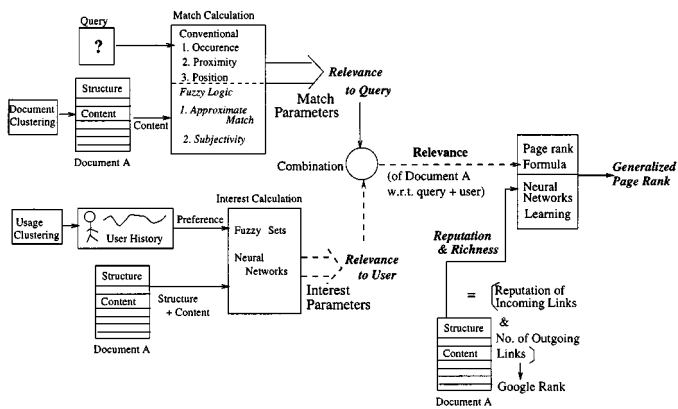 Query
?
Match Calculation
Conventional
1. Occurence
2. Proximity
3. Position
Fuzzy Logic
1. Approximate
Match
2. Subjectivity
Document
Clustering
Structure
Content
Document A
Content
Match
Parameters
Relevance
to Query
Combination
Relevance
(of Document A
w.r.t. query + user)
Page rank
Formula
Neural
Networks
Learning
Generalized
Page Rank
Usage
Clustering
User History
Preference
Interest Calculation
Fuzzy Sets
Neural
Networks
Relevance
to User
Interest
Parameters
Structure
Content
Document A
Structure
+ Content
Reputation
& Richness
=
Reputation of
Incoming Links
&
No. of Outgoing
Links
Google Rank
Structure
Content
Document A